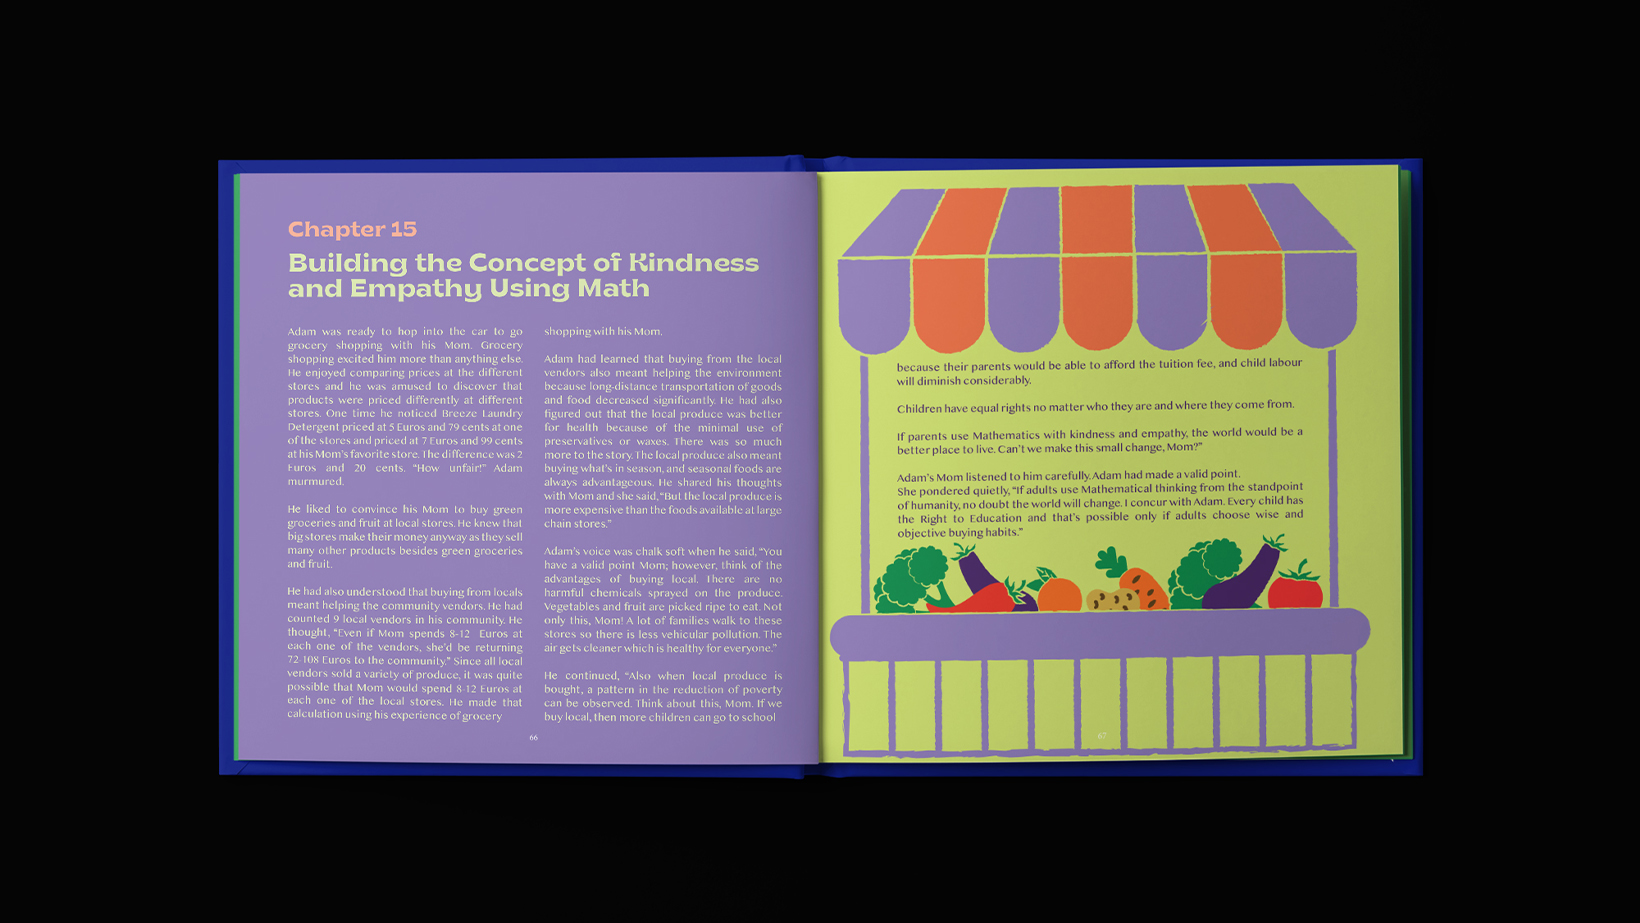 Chapter 15
Building the Concept of Kindness
and Empathy Using Math
Adam was ready to hop into the car to go
grocery shopping with his Mom. Grocery
shopping excited him more than anything else.
He enjoyed comparing prices at the different
stores and he was amused to discover that
products were priced differently at different
stores. One time he noticed Breeze Laundry
Detergent priced at 5 Euros and 79 cents at one
of the stores and priced at 7 Euros and 99 cents
at his Mom's favorite store. The difference was 2
Euros and 20 cents. “How unfair!” Adam
murmured.
He liked to convince his Mom to buy green
groceries and fruit at local stores. He knew that
big stores make their money anyway as they sell
many other products besides green groceries
and fruit.
He had also understood that buying from locals
meant helping the community vendors. He had
counted 9 local vendors in his community. He
thought, “Even if Mom spends 8-12 Euros at
each one of the vendors, she'd be returning
72-108 Euros to the community.” Since all local
vendors sold a variety of produce, it was quite
possible that Mom would spend 8-12 Euros at
each one of the local stores. He made that
calculation using his experience of grocery
shopping with his Mom.
Adam had learned that buying from the local
vendors also meant helping the environment
because long-distance transportation of goods
and food decreased significantly. He had also
figured out that the local produce was better
for health because of the minimal use of
preservatives or waxes. There was so much
more to the story. The local produce also meant
buying what's in season, and seasonal foods are
always advantageous. He shared his thoughts
with Mom and she said, “But the local produce is
more expensive than the foods available at large
chain stores.”
Adam's voice was chalk soft when he said, “You
have a valid point Mom; however, think of the
advantages of buying local. There are no
harmful chemicals sprayed on the produce.
Vegetables and fruit are picked ripe to eat. Not
only this, Mom! A lot of families walk to these
stores so there is less vehicular pollution. The
air gets cleaner which is healthy for everyone.”
He continued, “Also when local produce is
bought, a pattern in the reduction of poverty
can be observed. Think about this, Mom. If we
buy local, then more children can go to school
66
because their parents would be able to afford the tuition fee, and child labour
will diminish considerably.
Children have equal rights no matter who they are and where they come from.
If parents use Mathematics with kindness and empathy, the world would be a
better place to live. Can't we make this small change, Mom?”
Adam's Mom listened to him carefully. Adam had made a valid point.
She pondered quietly, “If adults use Mathematical thinking from the standpoint
of humanity, no doubt the world will change. I concur with Adam. Every child has
the Right to Education and that's possible only if adults choose wise and
objective buying habits.”
67